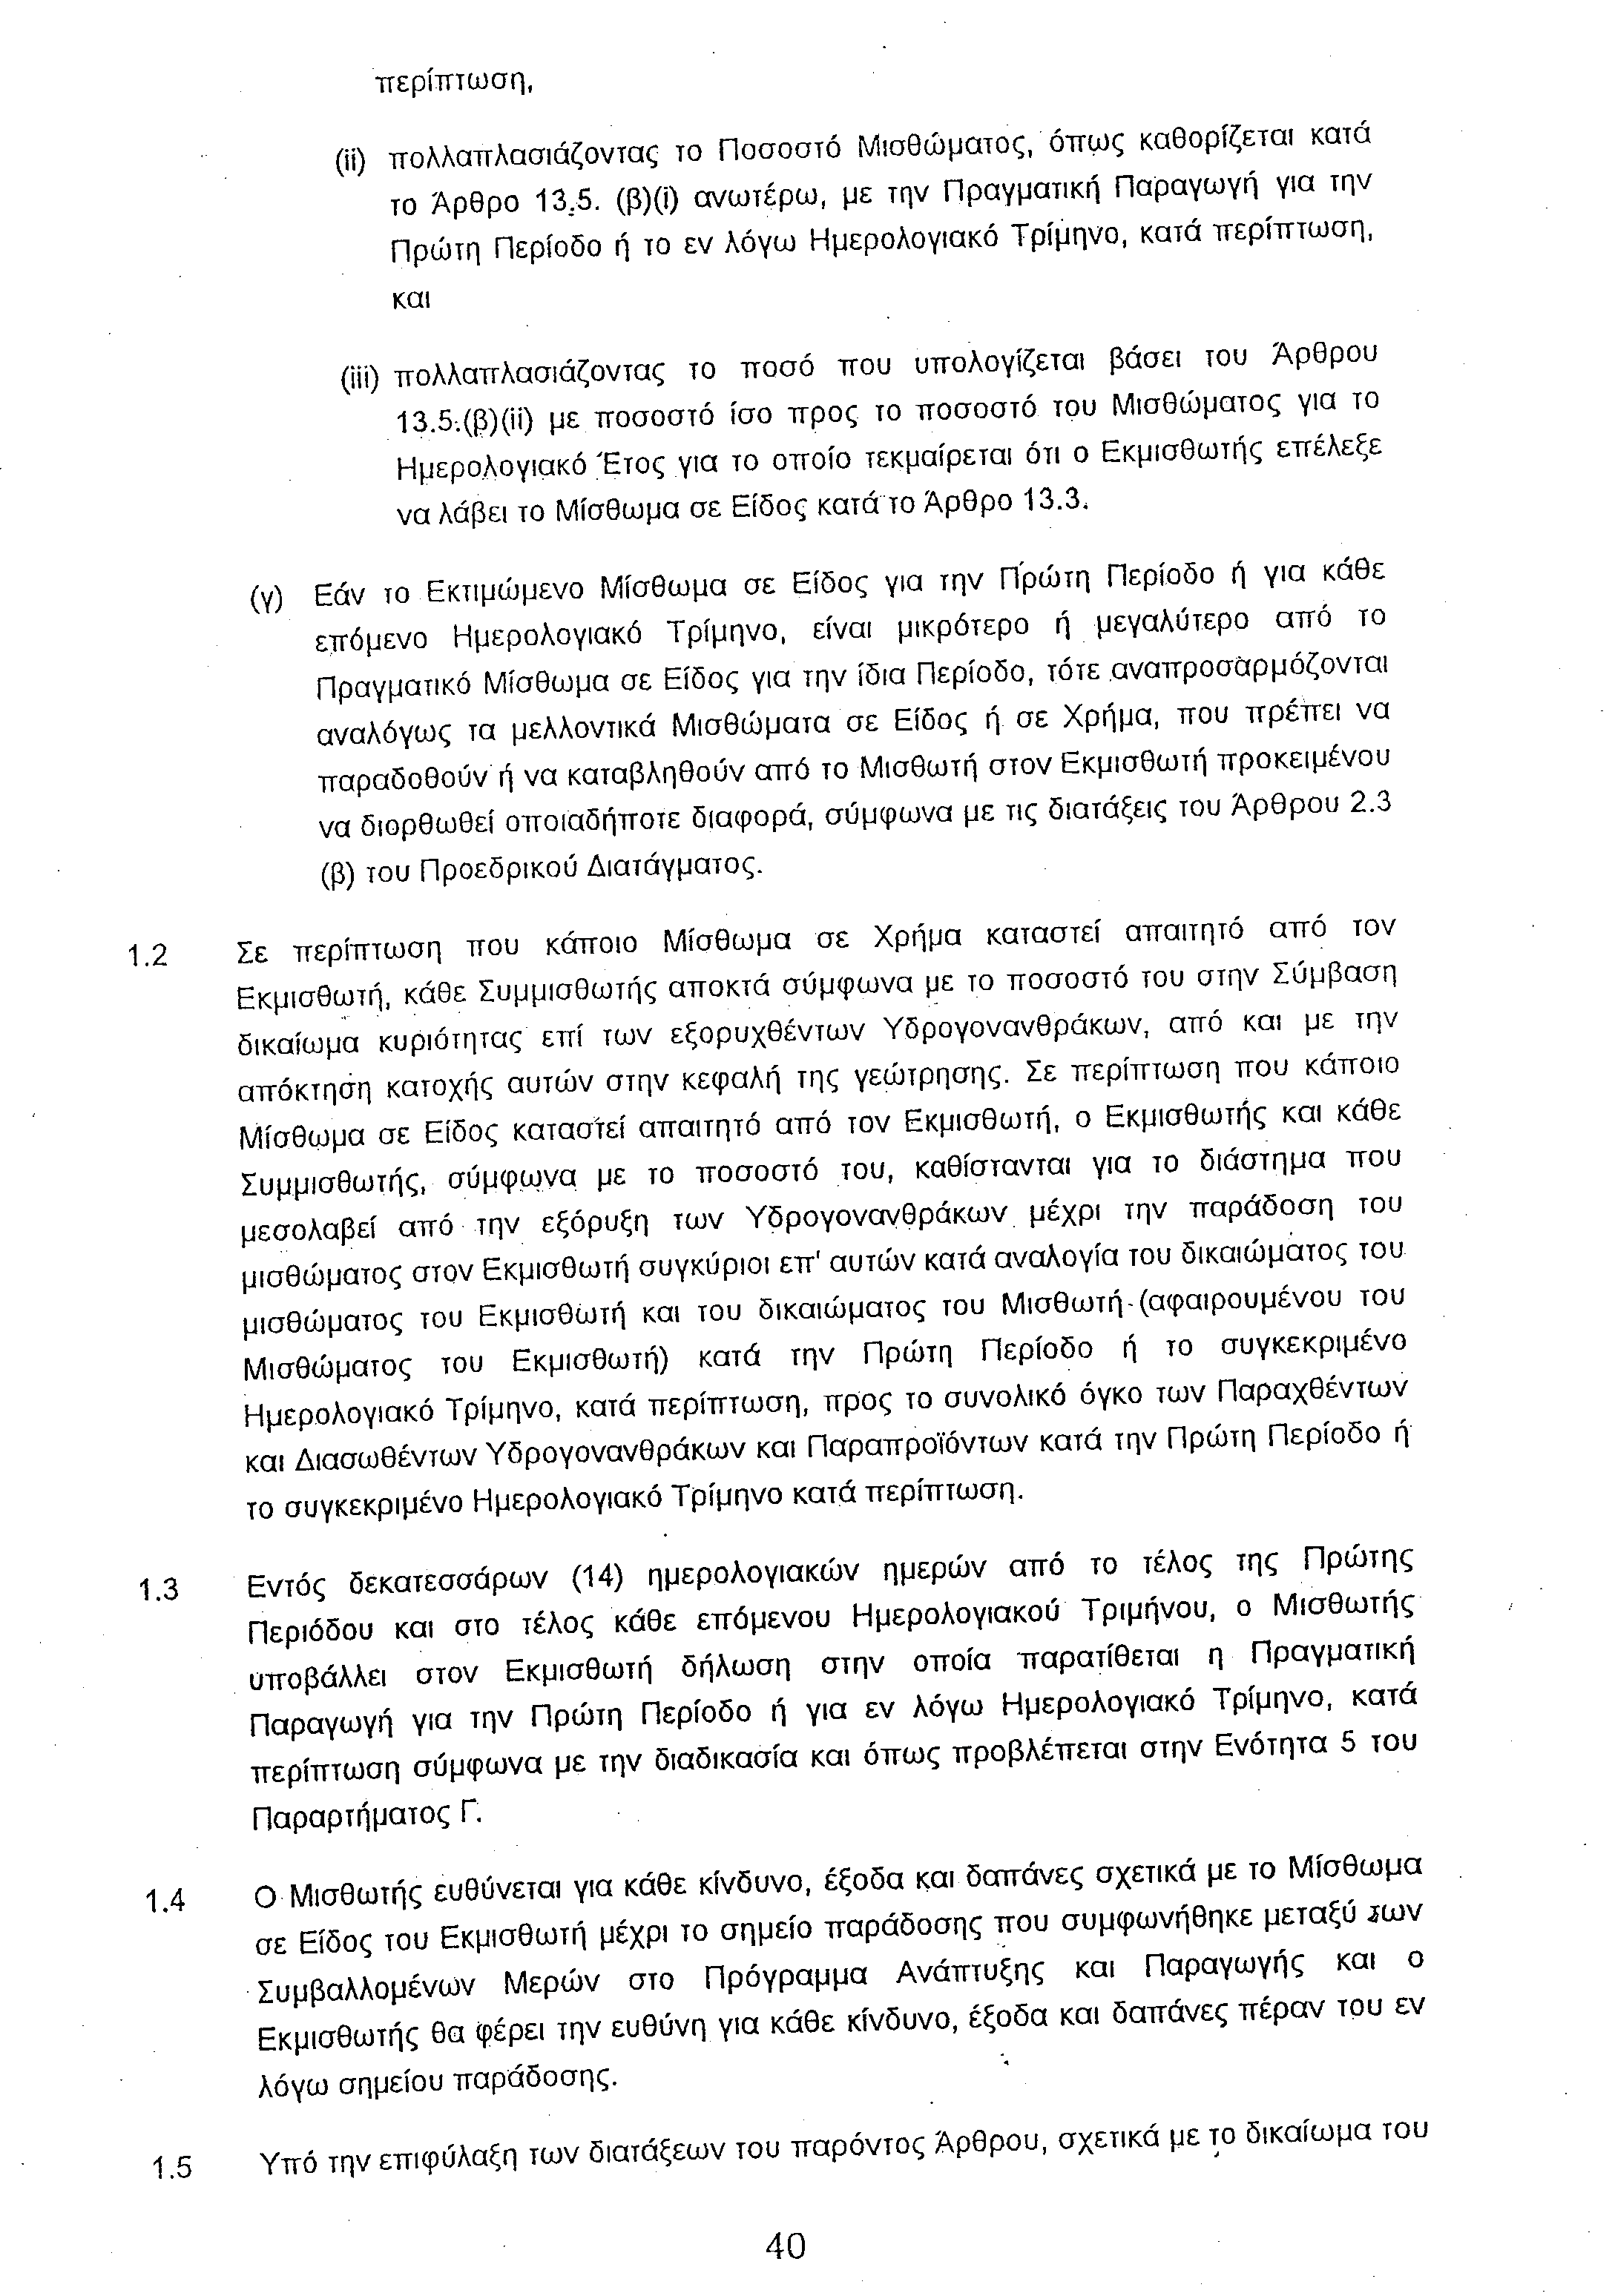 περίπτωση,
(ii) πολλαπλασιάζοντας το Ποσοστό Μισθώματος, όπως καθορίζεται κατά
το Άρθρο 13.5. (β)(i) ανωτέρω, με την Πραγματική Παραγωγή για την
Πρώτη Περίοδο ή το εν λόγω Ημερολογιακό Τρίμηνο, κατά περίπτωση,
και
(iii) πολλαπλασιάζοντας το ποσό που υπολογίζεται βάσει του Άρθρου
13.5.(β)(ii) με ποσοστό ίσο προς το ποσοστό του Μισθώματος για το
Ημερολογιακό Έτος για το οποίο τεκμαίρεται ότι ο Εκμισθωτής επέλεξε
να λάβει το Μίσθωμα σε Είδος κατά το Άρθρο 13.3.
(γ) Εάν το Εκτιμώμενο Μίσθωμα σε Είδος για την Πρώτη Περίοδο ή για κάθε
επόμενο Ημερολογιακό Τρίμηνο, είναι μικρότερο ή μεγαλύτερο από το
Πραγματικό Μίσθωμα σε Είδος για την ίδια Περίοδο, τότε αναπροσαρμόζονται
αναλόγως τα μελλοντικά Μισθώματα σε Είδος ή σε Χρήμα, που πρέπει να
παραδοθούν ή να καταβληθούν από το Μισθωτή στον Εκμισθωτή προκειμένου
να διορθωθεί οποιαδήποτε διαφορά, σύμφωνα με τις διατάξεις του Άρθρου 2.3
(β) του Προεδρικού Διατάγματος.
1.2 Σε περίπτωση που κάποιο Μίσθωμα σε Χρήμα καταστεί απαιτητό από τον
Εκμισθωτή, κάθε Συμμισθωτής αποκτά σύμφωνα με το ποσοστό του στην Σύμβαση
δικαίωμα κυριότητας επί των εξορυχθέντων Υδρογονανθράκων, από και με την
απόκτηση κατοχής αυτών στην κεφαλή της γεώτρησης. Σε περίπτωση που κάποιο
Μίσθωμα σε Είδος καταστεί απαιτητό από τον Εκμισθωτή, ο Εκμισθωτής και κάθε
Συμμισθωτής, σύμφωνα με το ποσοστό του, καθίστανται για το διάστημα που
μεσολαβεί από την εξόρυξη των Υδρογονανθράκων μέχρι την παράδοση του
μισθώματος στον Εκμισθωτή συγκύριοι επ' αυτών κατά αναλογία του δικαιώματος του
μισθώματος του Εκμισθωτή και του δικαιώματος του Μισθωτή (αφαιρουμένου του
Μισθώματος του Εκμισθωτή) κατά την Πρώτη Περίοδο ή το συγκεκριμένο
Ημερολογιακό Τρίμηνο, κατά περίπτωση, προς το συνολικό όγκο των Παραχθέντων
και Διασωθέντων Υδρογονανθράκων και Παραπροϊόντων κατά την Πρώτη Περίοδο ή
το συγκεκριμένο Ημερολογιακό Τρίμηνο κατά περίπτωση.
1.3 Εντός δεκατεσσάρων (14) ημερολογιακών ημερών από το τέλος της Πρώτης
Περιόδου και στο τέλος κάθε επόμενου Ημερολογιακού Τριμήνου, ο Μισθωτής
υποβάλλει στον Εκμισθωτή δήλωση στην οποία παρατίθεται η Πραγματική
Παραγωγή για την Πρώτη Περίοδο ή για εν λόγω Ημερολογιακό Τρίμηνο, κατά
περίπτωση σύμφωνα με την διαδικασία και όπως προβλέπεται στην Ενότητα 5 του
Παραρτήματος Γ.
1.4 Ο Μισθωτής ευθύνεται για κάθε κίνδυνο, έξοδα και δαπάνες σχετικά με το Μίσθωμα
σε Είδος του Εκμισθωτή μέχρι το σημείο παράδοσης που συμφωνήθηκε μεταξύ των
Συμβαλλομένων Μερών στο Πρόγραμμα Ανάπτυξης και Παραγωγής και ο
Εκμισθωτής θα φέρει την ευθύνη για κάθε κίνδυνο, έξοδα και δαπάνες πέραν του εν
λόγω σημείου παράδοσης.
1.5 Υπό την επιφύλαξη των διατάξεων του παρόντος Άρθρου, σχετικά με το δικαίωμα του
40